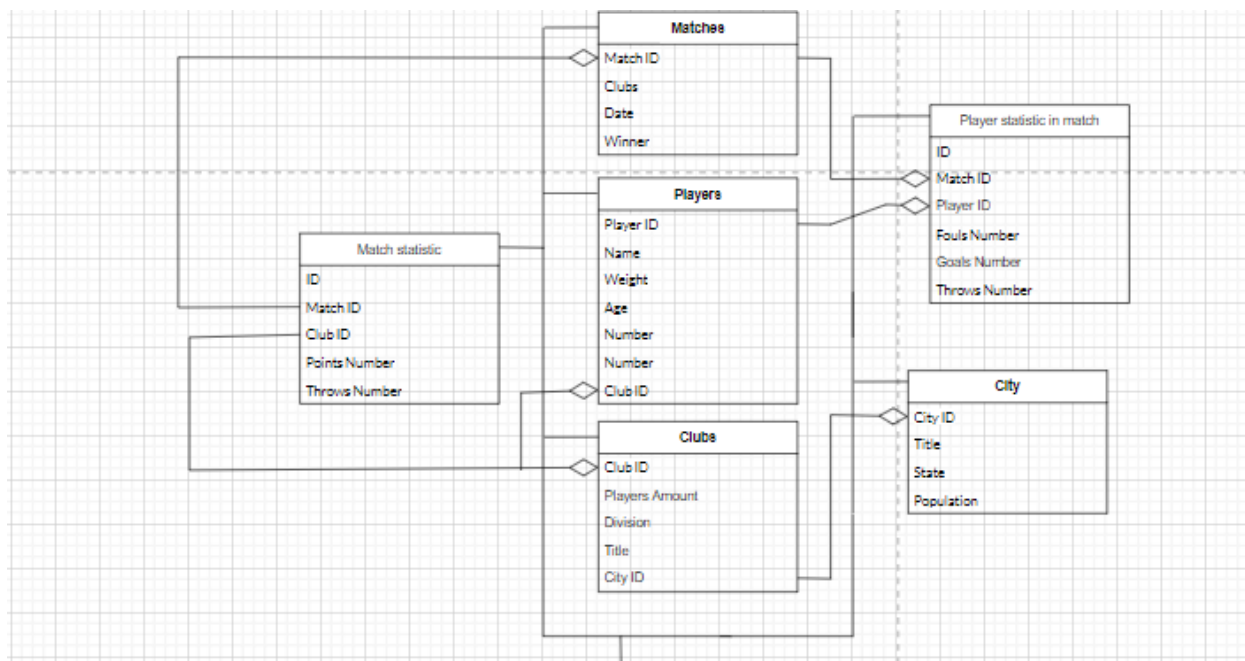 Matches
Match ID
Clubs
Date
Winner
Player statistic in match
ID
Match ID
Player ID
Fouls Number
Goals Number
Throws Number
Players
Player ID
Name
Weight
Age
Number
Number
Club ID
Match statistic
ID
Match ID
Club ID
Points Number
Throws Number
City
City ID
Title
State
Population
Clubs
Club ID
Players Amount
Division
Title
City ID